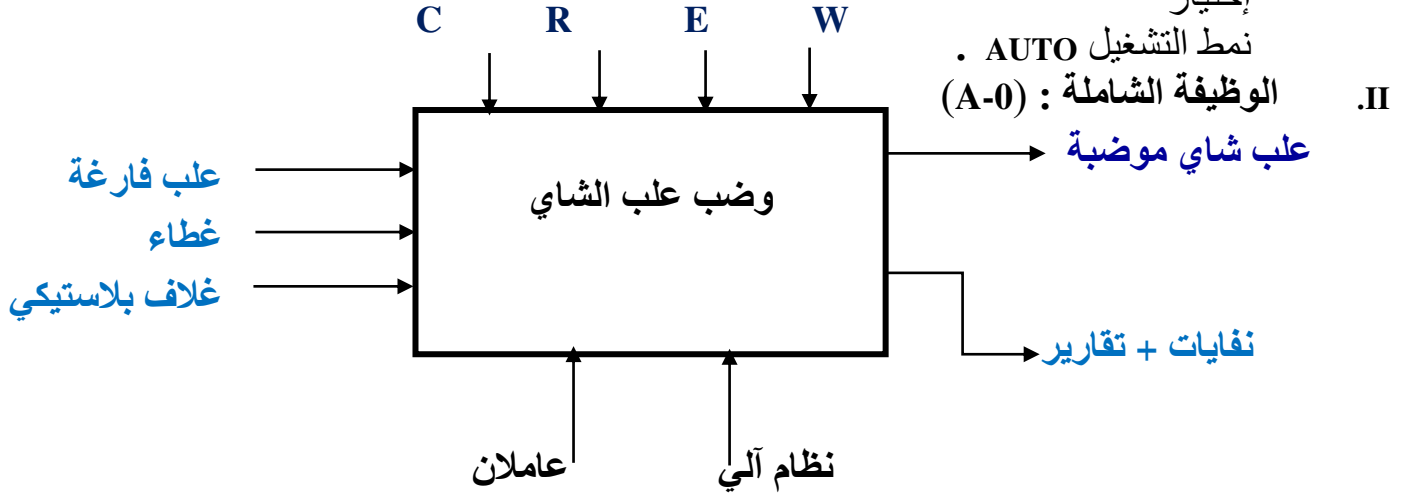 إختيار
نمط التشغيل AUTO .
II. الوظيفة الشاملة : (A-0)
C R E W
علب شاي موضبة
علب فارغة
وضب علب الشاي
غطاء
غلاف بلاستيكي
نفايات + تقارير
نظام آلي
عاملان